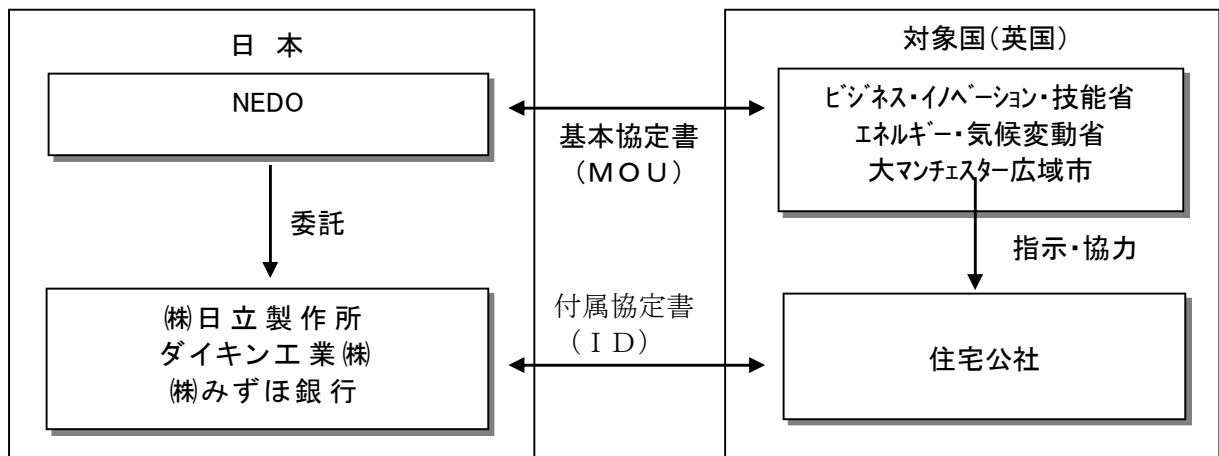 日 本
NEDO
委託
㈱日立製作所
ダイキン工業㈱
㈱みずほ銀行
基本協定書
(ＭＯＵ)
付属協定書
(ＩＤ)
対象国(英国)
ﾋﾞｼﾞﾈｽ･ｲﾉﾍﾞｰｼｮﾝ･技能省
ｴﾈﾙｷﾞｰ･気候変動省
大ﾏﾝﾁｪｽﾀｰ広域市
指示･協力
住宅公社